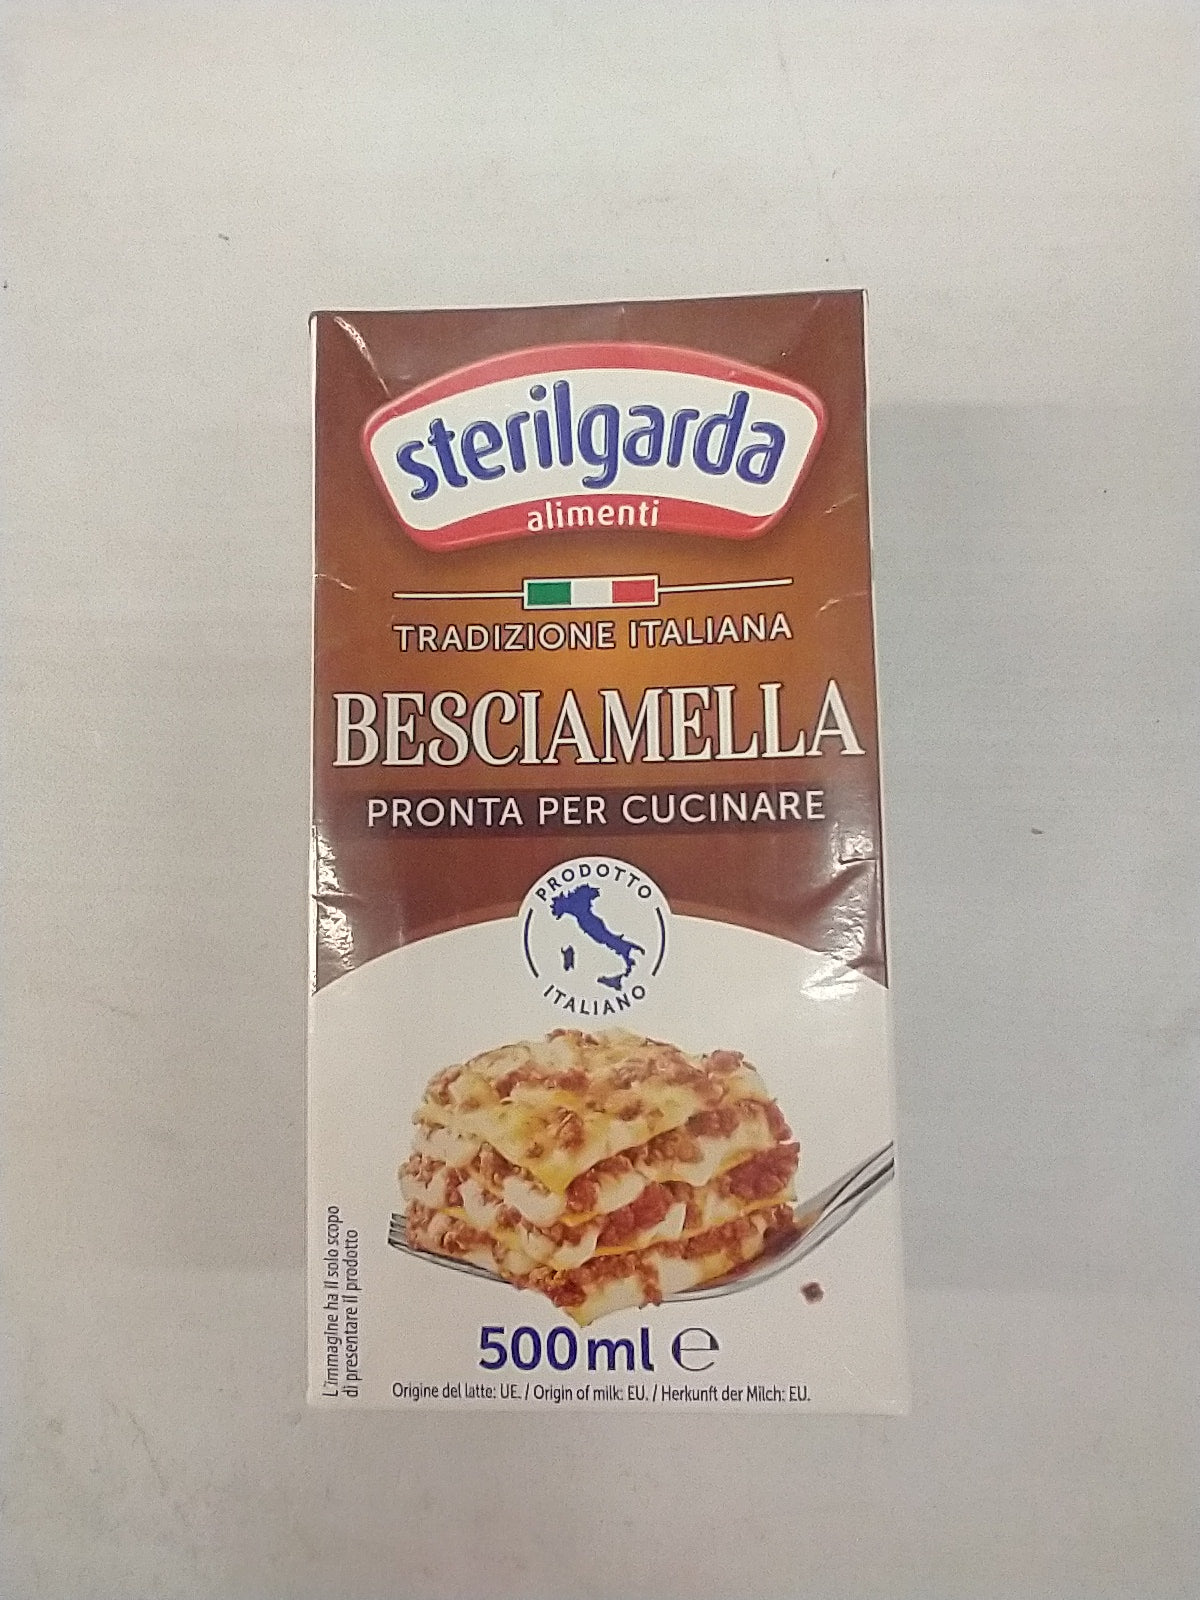 sterilgarda
alimenti
TRADIZIONE ITALIANA
BESCIAMELLA
PRONTA PER CUCINARE
PRODOTTO
ITALIANO
L'immagine ha il solo scopo
di presentare il prodotto
500ml ℮
Origine del latte: UE. / Origin of milk: EU. / Herkunft der Milch: EU.